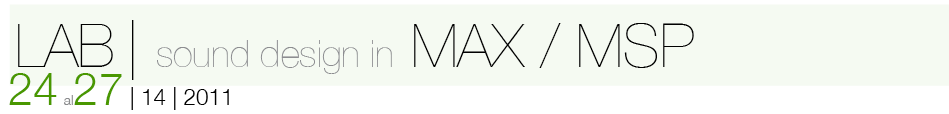 LAB | sound design in MAX / MSP
24 al 27 | 14 | 2011